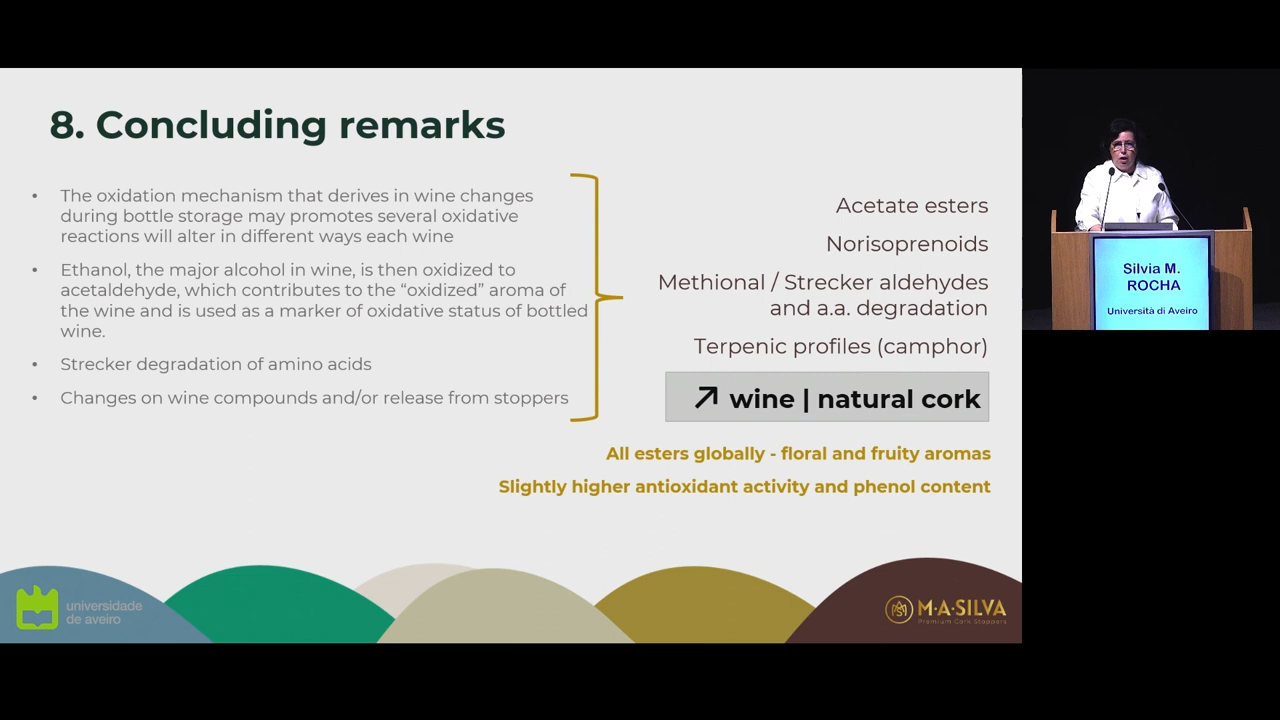 8. Concluding remarks
• The oxidation mechanism that derives in wine changes
during bottle storage may promotes several oxidative
reactions will alter in different ways each wine
• Ethanol, the major alcohol in wine, is then oxidized to
acetaldehyde, which contributes to the “oxidized” aroma of
the wine and is used as a marker of oxidative status of bottled
wine.
• Strecker degradation of amino acids
• Changes on wine compounds and/or release from stoppers
Acetate esters
Norisoprenoids
Methional / Strecker aldehydes
and a.a. degradation
Terpenic profiles (camphor)
↗ wine | natural cork
All esters globally - floral and fruity aromas
Slightly higher antioxidant activity and phenol content
universidade
de aveiro
M·A·SILVA
Premium Cork Stoppers
Silvia M.
ROCHA
Università di Aveiro